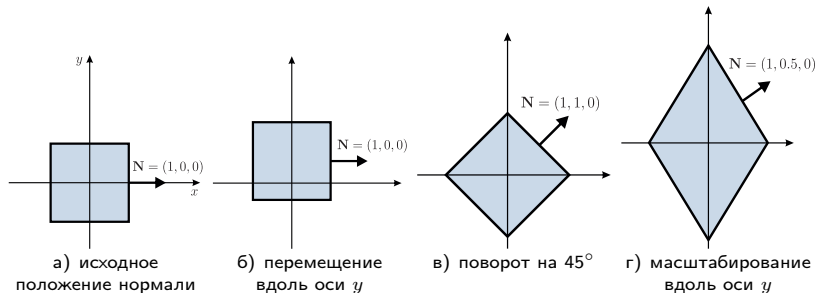 y
N = (1, 0, 0)
x
а) исходное
положение нормали
N = (1, 0, 0)
б) перемещение
вдоль оси y
N = (1, 1, 0)
в) поворот на 45°
N = (1, 0.5, 0)
г) масштабирование
вдоль оси y